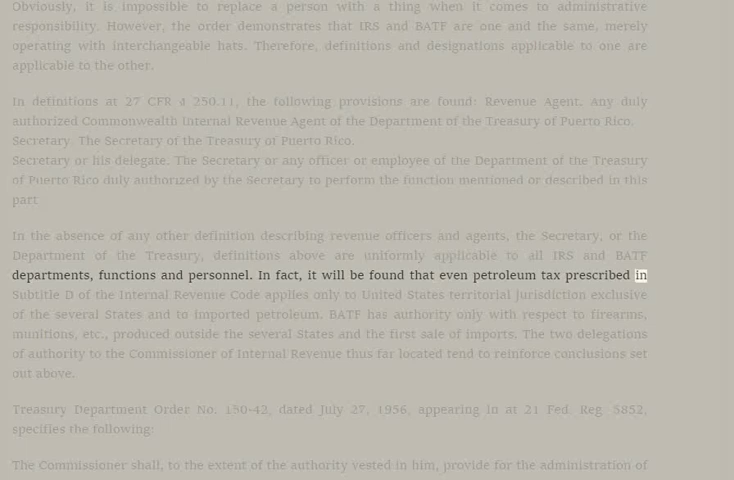 Obviously, it is impossible to replace a person with a thing when it comes to administrative
responsibility. However, the order demonstrates that IRS and BATF are one and the same, merely
operating with interchangeable hats. Therefore, definitions and designations applicable to one are
applicable to the other.
In definitions at 27 CFR § 250.11, the following provisions are found: Revenue Agent. Any duly
authorized Commonwealth Internal Revenue Agent of the Department of the Treasury of Puerto Rico.
Secretary. The Secretary of the Treasury of Puerto Rico.
Secretary or his delegate. The Secretary or any officer or employee of the Department of the Treasury
of Puerto Rico duly authorized by the Secretary to perform the function mentioned or described in this
part
In the absence of any other definition describing revenue officers and agents, the Secretary, or the
Department of the Treasury, definitions above are uniformly applicable to all IRS and BATF
departments, functions and personnel. In fact, it will be found that even petroleum tax prescribed in
Subtitle D of the Internal Revenue Code applies only to United States territorial jurisdiction exclusive
of the several States and to imported petroleum. BATF has authority only with respect to firearms,
munitions, etc., produced outside the several States and the first sale of imports. The two delegations
of authority to the Commissioner of Internal Revenue thus far located tend to reinforce conclusions set
out above.
Treasury Department Order No. 150-42, dated July 27, 1956, appearing in at 21 Fed. Reg. 5852,
specifies the following:
The Commissioner shall, to the extent of the authority vested in him, provide for the administration of